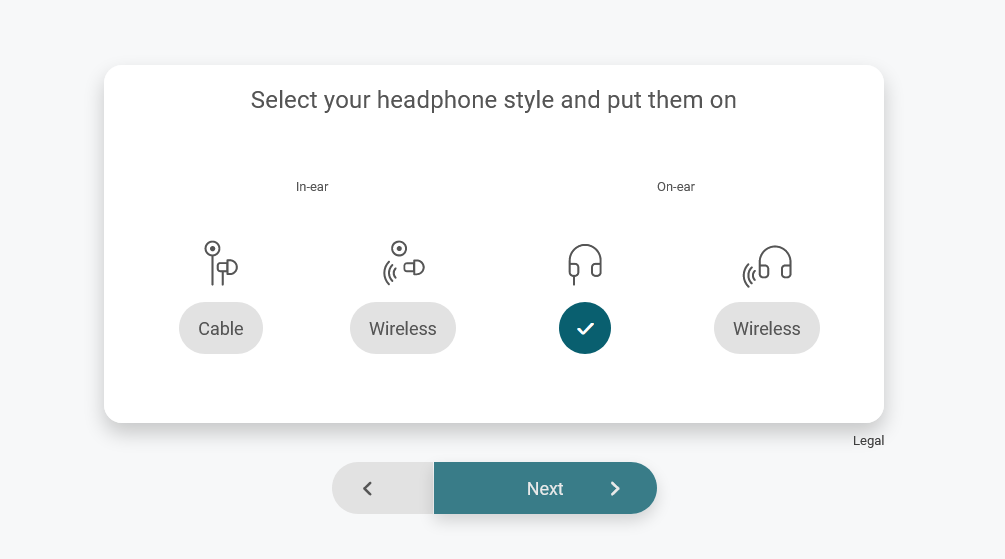 Select your headphone style and put them on
In-ear
On-ear
Cable
Wireless
Wireless
Legal
Next